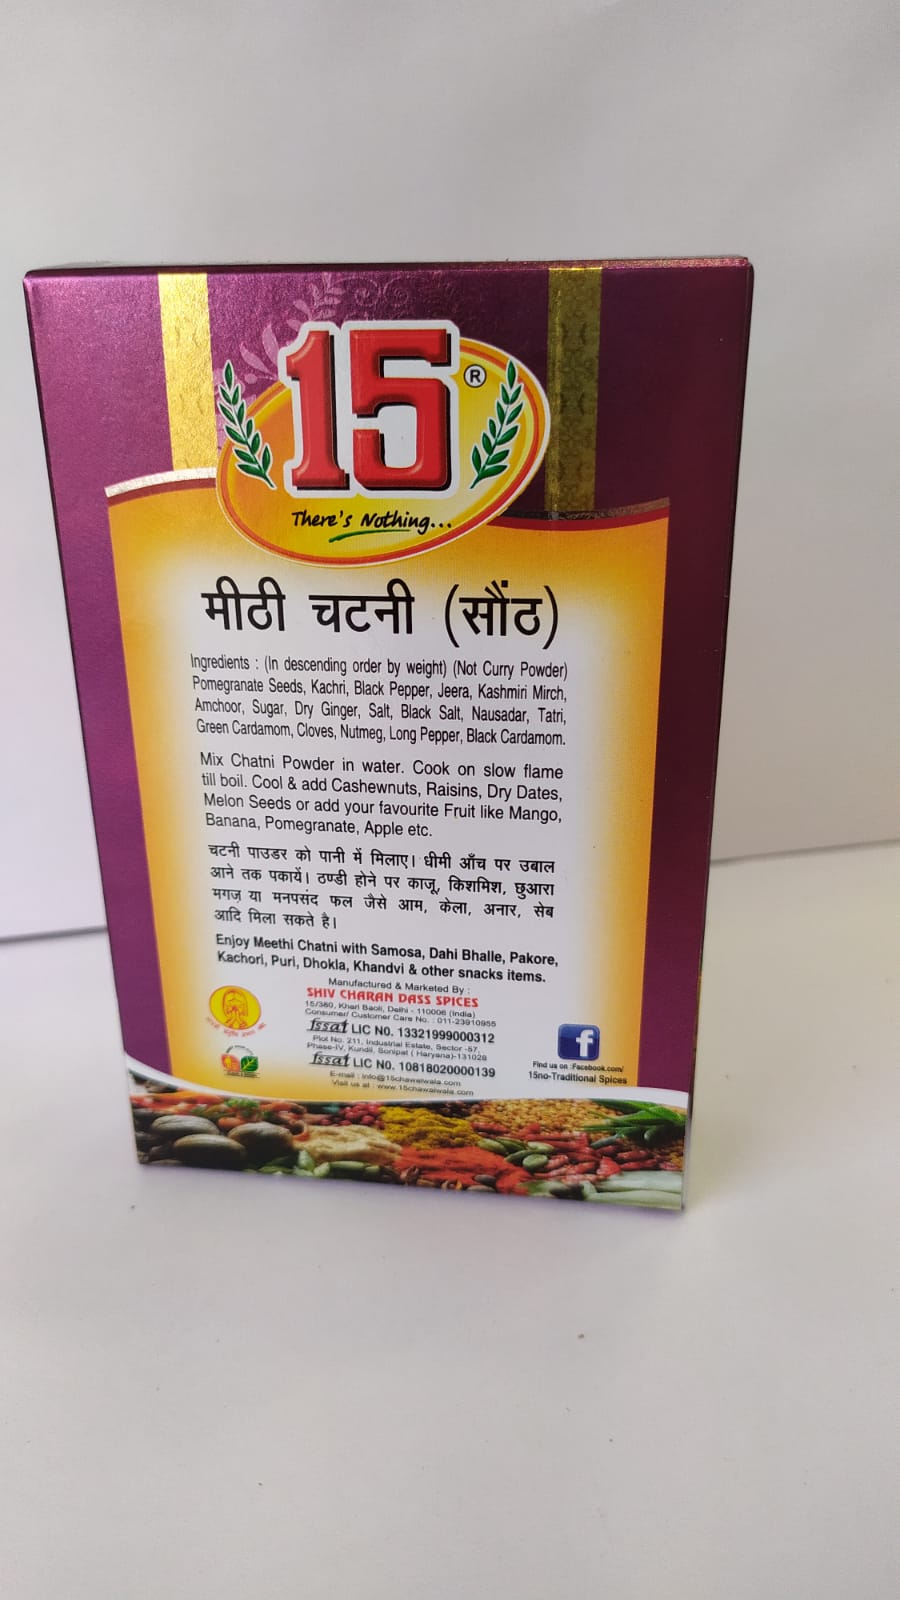 15®
There's Nothing...
मीठी चटनी (सौंठ)
Ingredients : (In descending order by weight) (Not Curry Powder)
Pomegranate Seeds, Kachri, Black Pepper, Jeera, Kashmiri Mirch,
Amchoor, Sugar, Dry Ginger, Salt, Black Salt, Nausadar, Tatri,
Green Cardamom, Cloves, Nutmeg, Long Pepper, Black Cardamom.
Mix Chatni Powder in water. Cook on slow flame
till boil. Cool & add Cashewnuts, Raisins, Dry Dates,
Melon Seeds or add your favourite Fruit like Mango,
Banana, Pomegranate, Apple etc.
चटनी पाउडर को पानी में मिलाए। धीमी आँच पर उबाल
आने तक पकायें। ठण्डी होने पर काजू, किशमिश, छुआरा
मगज़ या मनपसंद फल जैसे आम, केला, अनार, सेब
आदि मिला सकते है।
Enjoy Meethi Chatni with Samosa, Dahi Bhalle, Pakore,
Kachori, Puri, Dhokla, Khandvi & other snacks items.
Manufactured & Marketed By :
SHIV CHARAN DASS SPICES
15/380, Khari Baoli, Delhi - 110006 (India)
Consumer/ Customer Care No. : 011-23910955
fssai LIC NO. 13321999000312
Plot No. 211, Industrial Estate, Sector -57,
Phase-IV, Kundli, Sonipat ( Haryana)-131028
fssai LIC NO. 10818020000139
E-mail : info@15chawalwala.com
Visit us at : www.15chawalwala.com
f
Find us on :Facebook.com/
15no-Traditional Spices